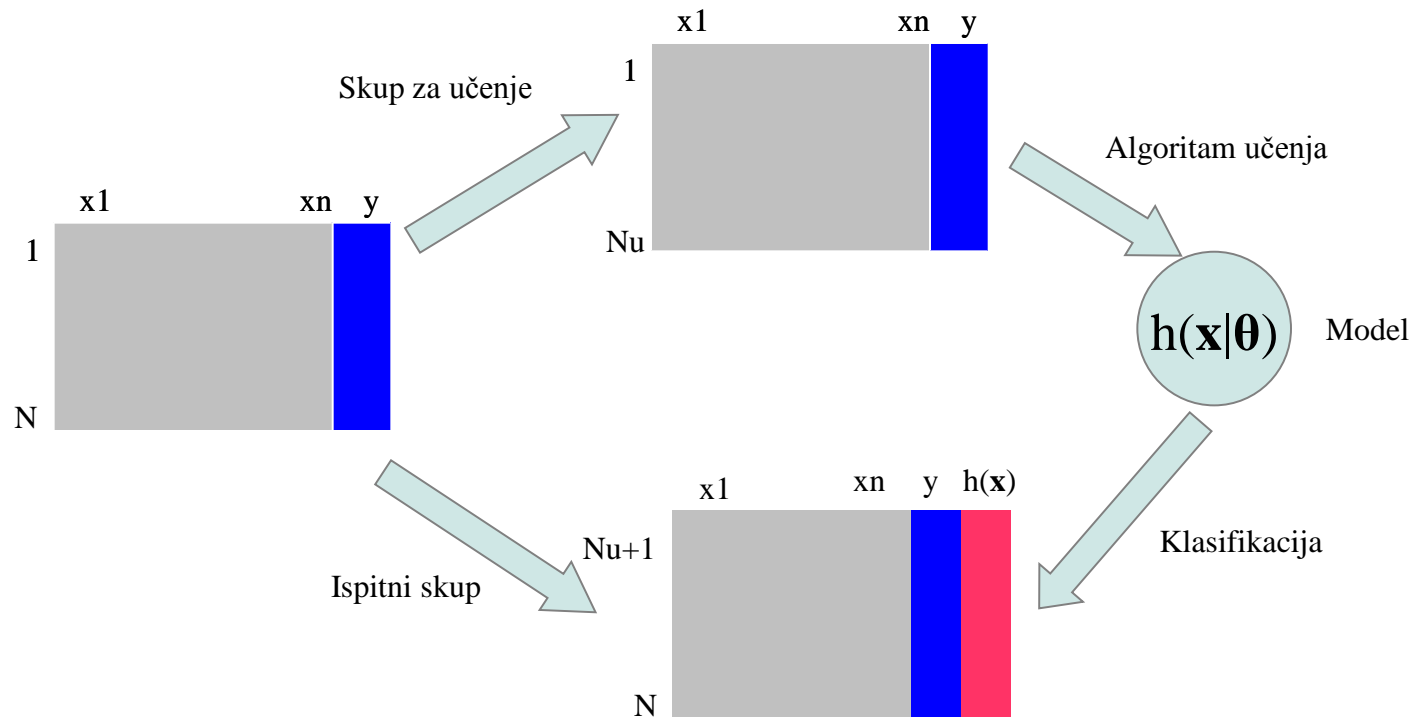 x1 xn y
1
Skup za učenje
Algoritam učenja
Nu
x1 xn y
1
N
h(x|θ) Model
x1 xn y h(x)
Nu+1
Klasifikacija
Ispitni skup
N